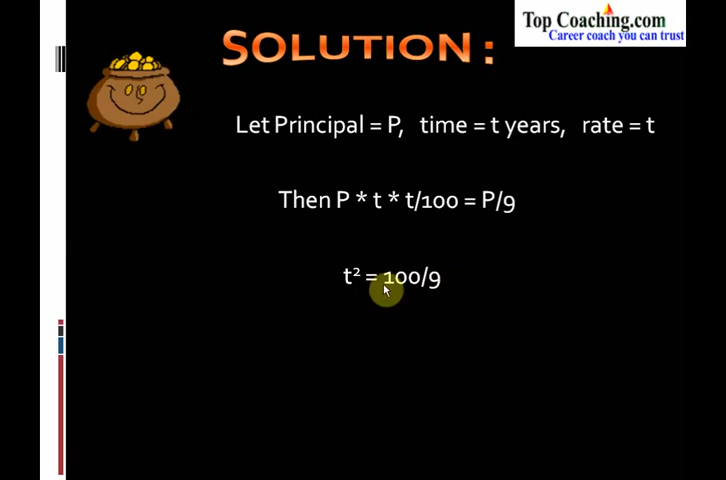 Top Coaching.com
Career coach you can trust
SOLUTION :
Let Principal = P, time = t years, rate = t
Then P * t * t/100 = P/9
t² = 100/9